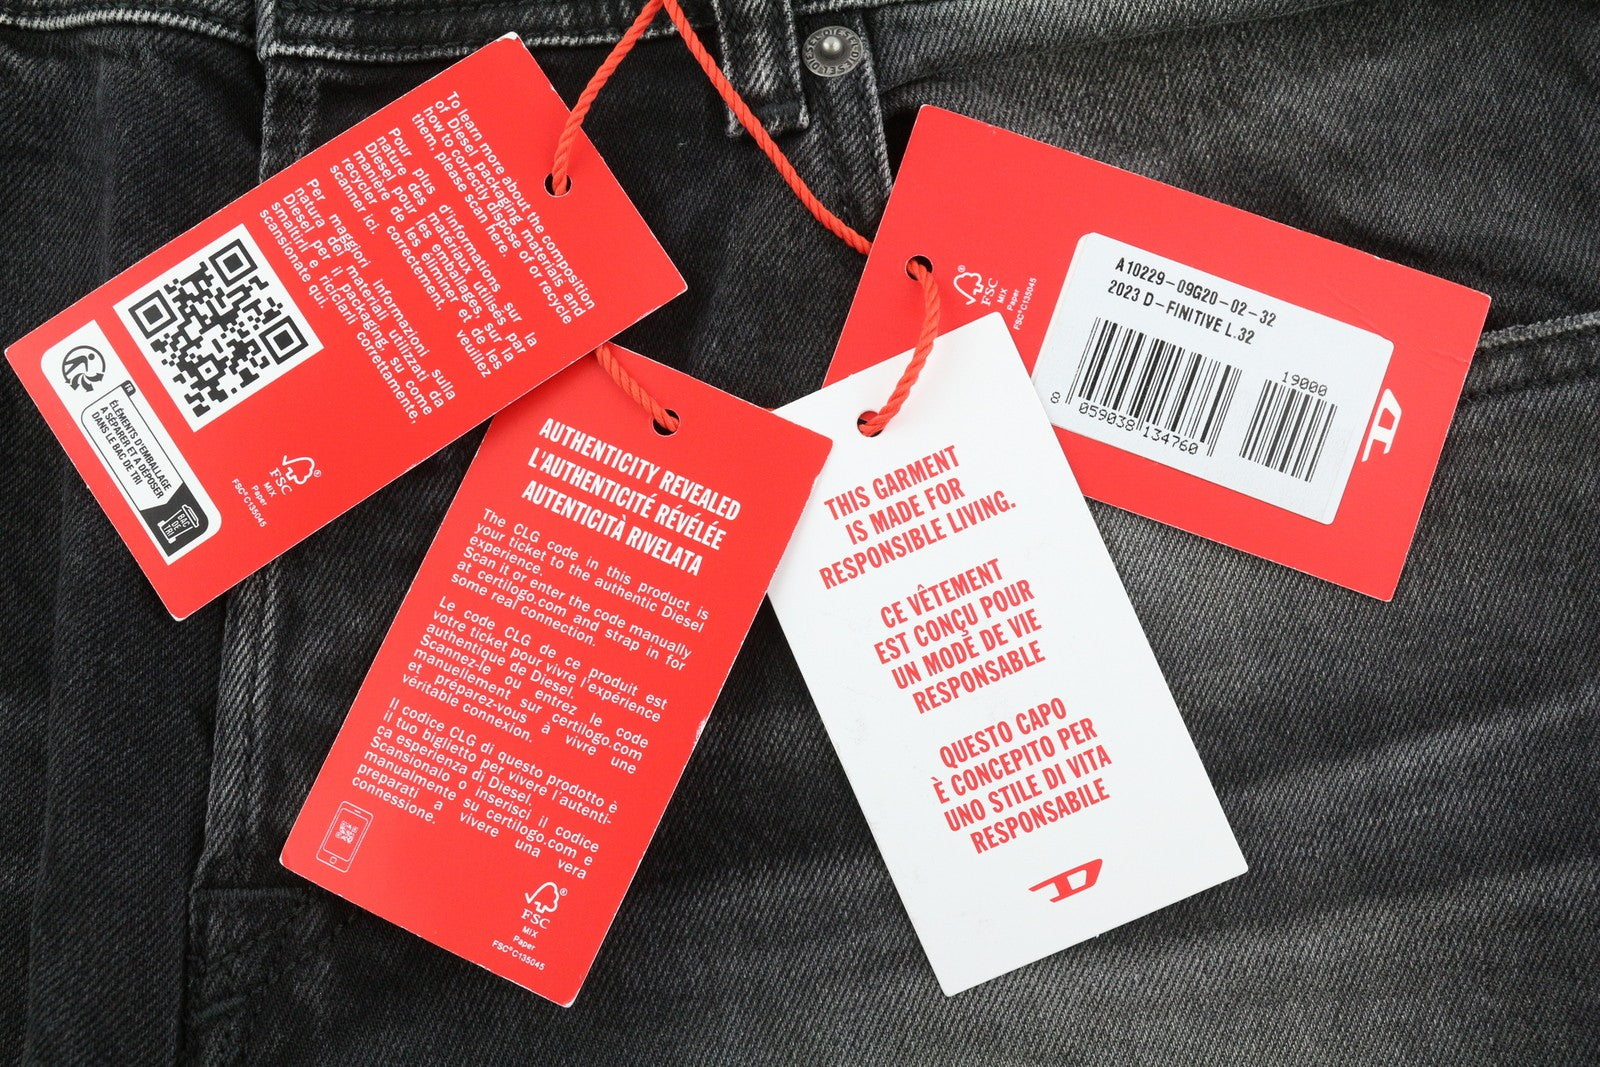 To learn more about the composition
of Diesel packaging materials and
how to correctly dispose of or recycle
them, please scan here.
Pour plus d'informations sur la
nature des matériaux utilisés par
Diesel pour les emballages, sur la
manière de les éliminer et de les
recycler correctement, veuillez
scanner ici.
Per maggiori informazioni sulla
natura dei materiali utilizzati da
Diesel per il packaging, su come
smaltirli e riciclarli correttamente,
scansionate qui.
FR
ÉLÉMENTS D'EMBALLAGE
A SÉPARER ET A DÉPOSER
DANS LE BAC DE TRI
BAC
DE
TRI
FSC
MIX
Paper
FSC® C135045
AUTHENTICITY REVEALED
L'AUTHENTICITÉ RÉVÉLÉE
AUTENTICITÀ RIVELATA
The CLG code in this product is
your ticket to the authentic Diesel
experience.
Scan it or enter the code manually
at certilogo.com and strap in for
some real connection.
Le code CLG de ce produit est
votre ticket pour vivre l'expérience
authentique de Diesel.
Scannez-le ou entrez le code
manuellement sur certilogo.com
et préparez-vous à vivre une
véritable connexion.
Il codice CLG di questo prodotto è
il tuo biglietto per vivere l'autenti-
ca esperienza di Diesel.
Scansionalo o inserisci il codice
manualmente su certilogo.com e
preparati a vivere una vera
connessione.
FSC
MIX
Paper
FSC® C135045
THIS GARMENT
IS MADE FOR
RESPONSIBLE LIVING.
CE VÊTEMENT
EST CONÇU POUR
UN MODE DE VIE
RESPONSABLE
QUESTO CAPO
È CONCEPITO PER
UNO STILE DI VITA
RESPONSABILE
D
FSC
MIX
Paper
FSC® C135045
A10229-09G20-02-32
2023 D-FINITIVE L.32
19000
8 059038 134760
D
DIESEL